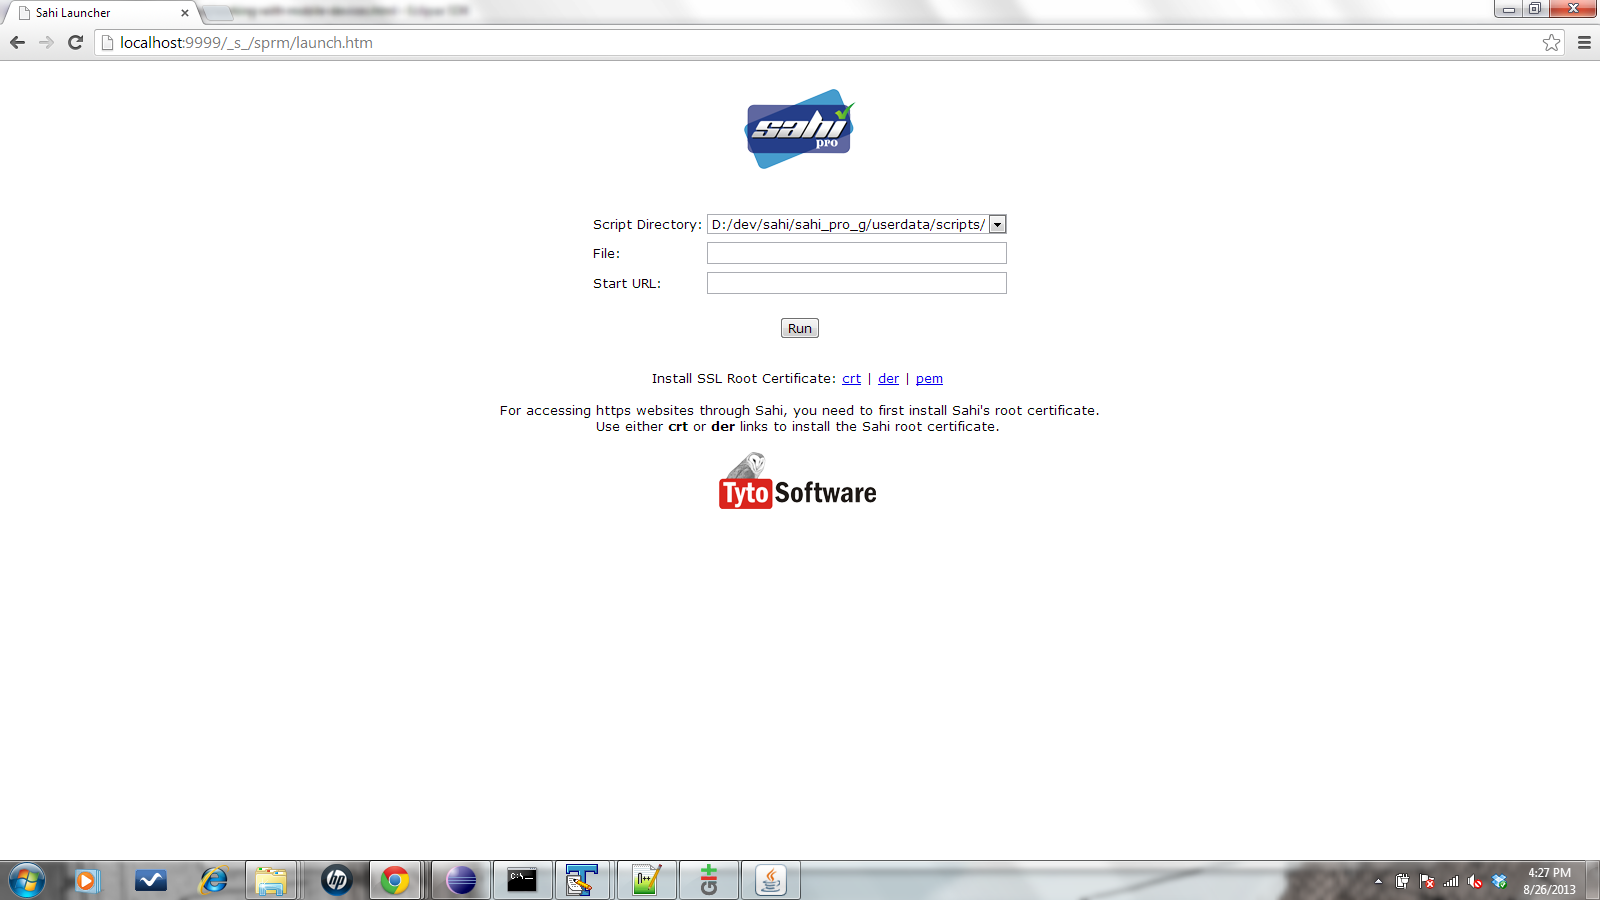 Sahi Launcher
localhost:9999/_s_/sprm/launch.htm
sahi
pro
Script Directory: D:/dev/sahi/sahi_pro_g/userdata/scripts/
File:
Start URL:
Run
Install SSL Root Certificate: crt | der | pem
For accessing https websites through Sahi, you need to first install Sahi's root certificate.
Use either crt or der links to install the Sahi root certificate.
Tyto Software
hp
C:\_
N++
Git
4:27 PM
8/26/2013